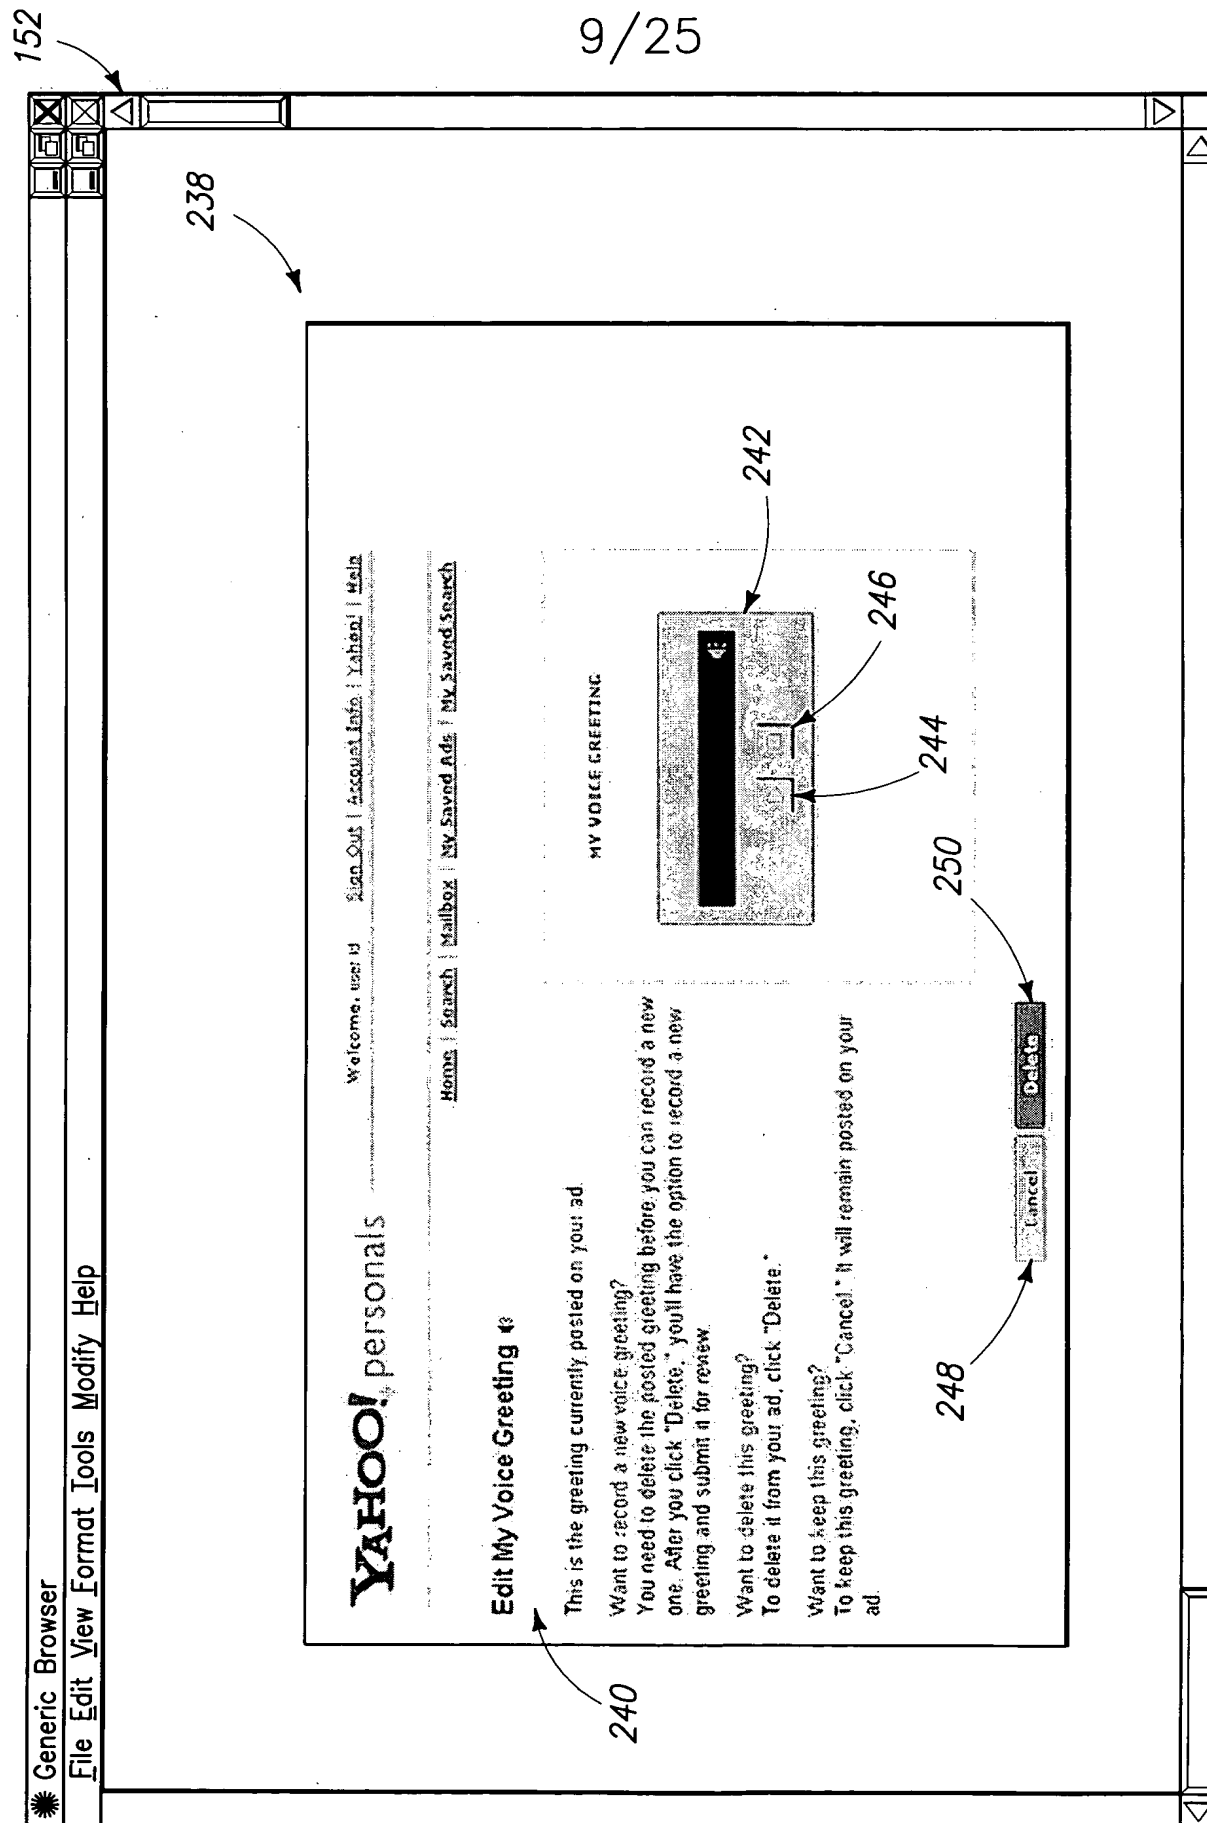 9/25
152
Generic Browser
File Edit View Format Tools Modify Help
238
YAHOO! personals
Welcome, user id
Sign Out | Account Info | Yahoo! | Help
Home | Search | Mailbox | My Saved Ads | My Saved Search
Edit My Voice Greeting
240
This is the greeting currently posted on your ad.
Want to record a new voice greeting?
You need to delete the posted greeting before you can record a new
one. After you click "Delete," you'll have the option to record a new
greeting and submit it for review.
Want to delete this greeting?
To delete it from your ad, click "Delete."
Want to keep this greeting?
To keep this greeting, click "Cancel." It will remain posted on your
ad.
MY VOICE GREETING
242
246
244
250
248
Cancel
Delete